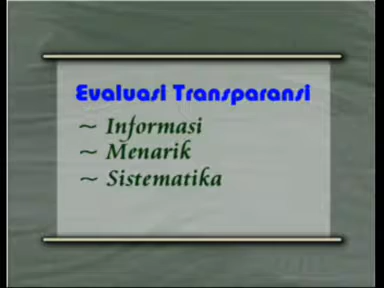 Evaluasi Transparansi
~ Informasi
~ Menarik
~ Sistematika